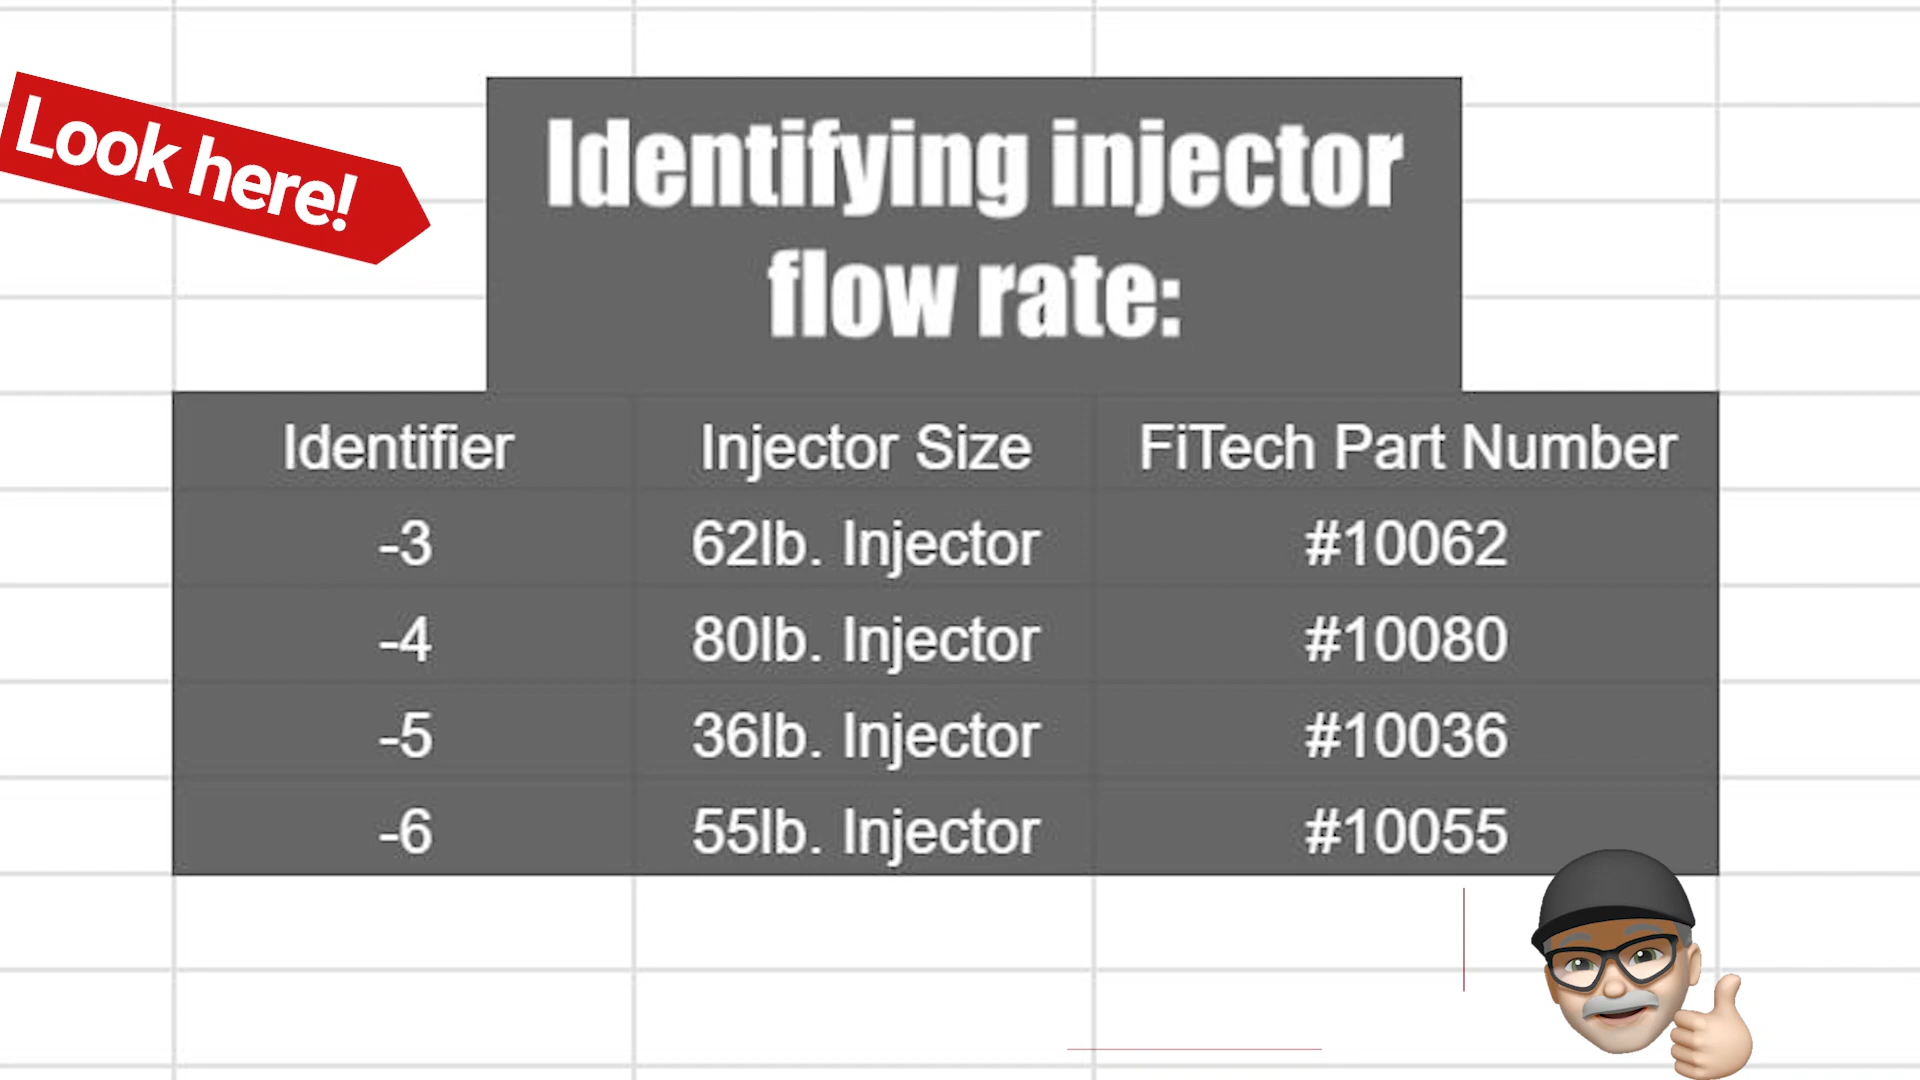 Look here!
Identifying injector
flow rate:
Identifier Injector Size FiTech Part Number
-3 62lb. Injector #10062
-4 80lb. Injector #10080
-5 36lb. Injector #10036
-6 55lb. Injector #10055